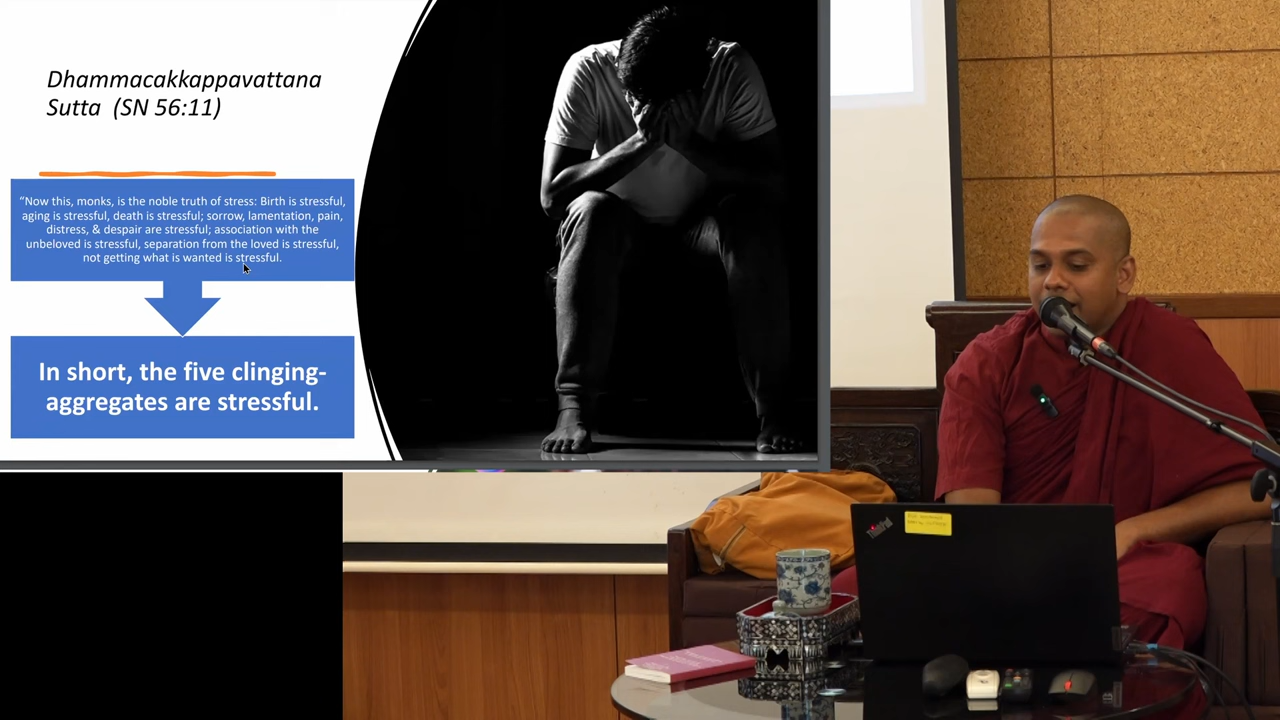 Dhammacakkappavattana
Sutta (SN 56:11)
“Now this, monks, is the noble truth of stress: Birth is stressful,
aging is stressful, death is stressful; sorrow, lamentation, pain,
distress, & despair are stressful; association with the
unbeloved is stressful, separation from the loved is stressful,
not getting what is wanted is stressful.
In short, the five clinging-
aggregates are stressful.